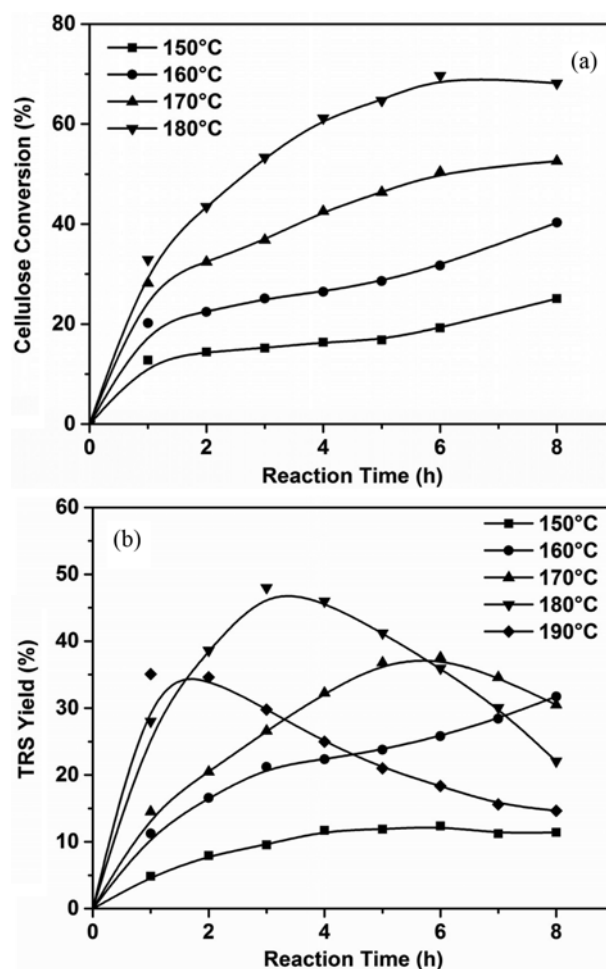 80
60
40
20
0
Cellulose Conversion (%)
150°C
160°C
170°C
180°C
(a)
0 2 4 6 8
Reaction Time (h)
60
50
40
30
20
10
0
TRS Yield (%)
(b)
150°C
160°C
170°C
180°C
190°C
0 2 4 6 8
Reaction Time (h)